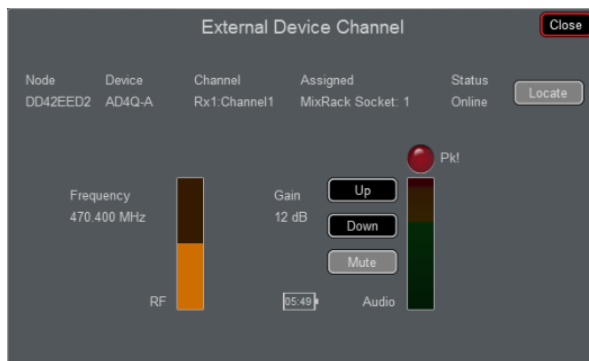 External Device Channel
Close
Node Device Channel Assigned Status
DD42EED2 AD4Q-A Rx1:Channel1 MixRack Socket: 1 Online
Locate
Pk!
Frequency
470.400 MHz
Gain
12 dB
Up
Down
Mute
RF
05:49
Audio